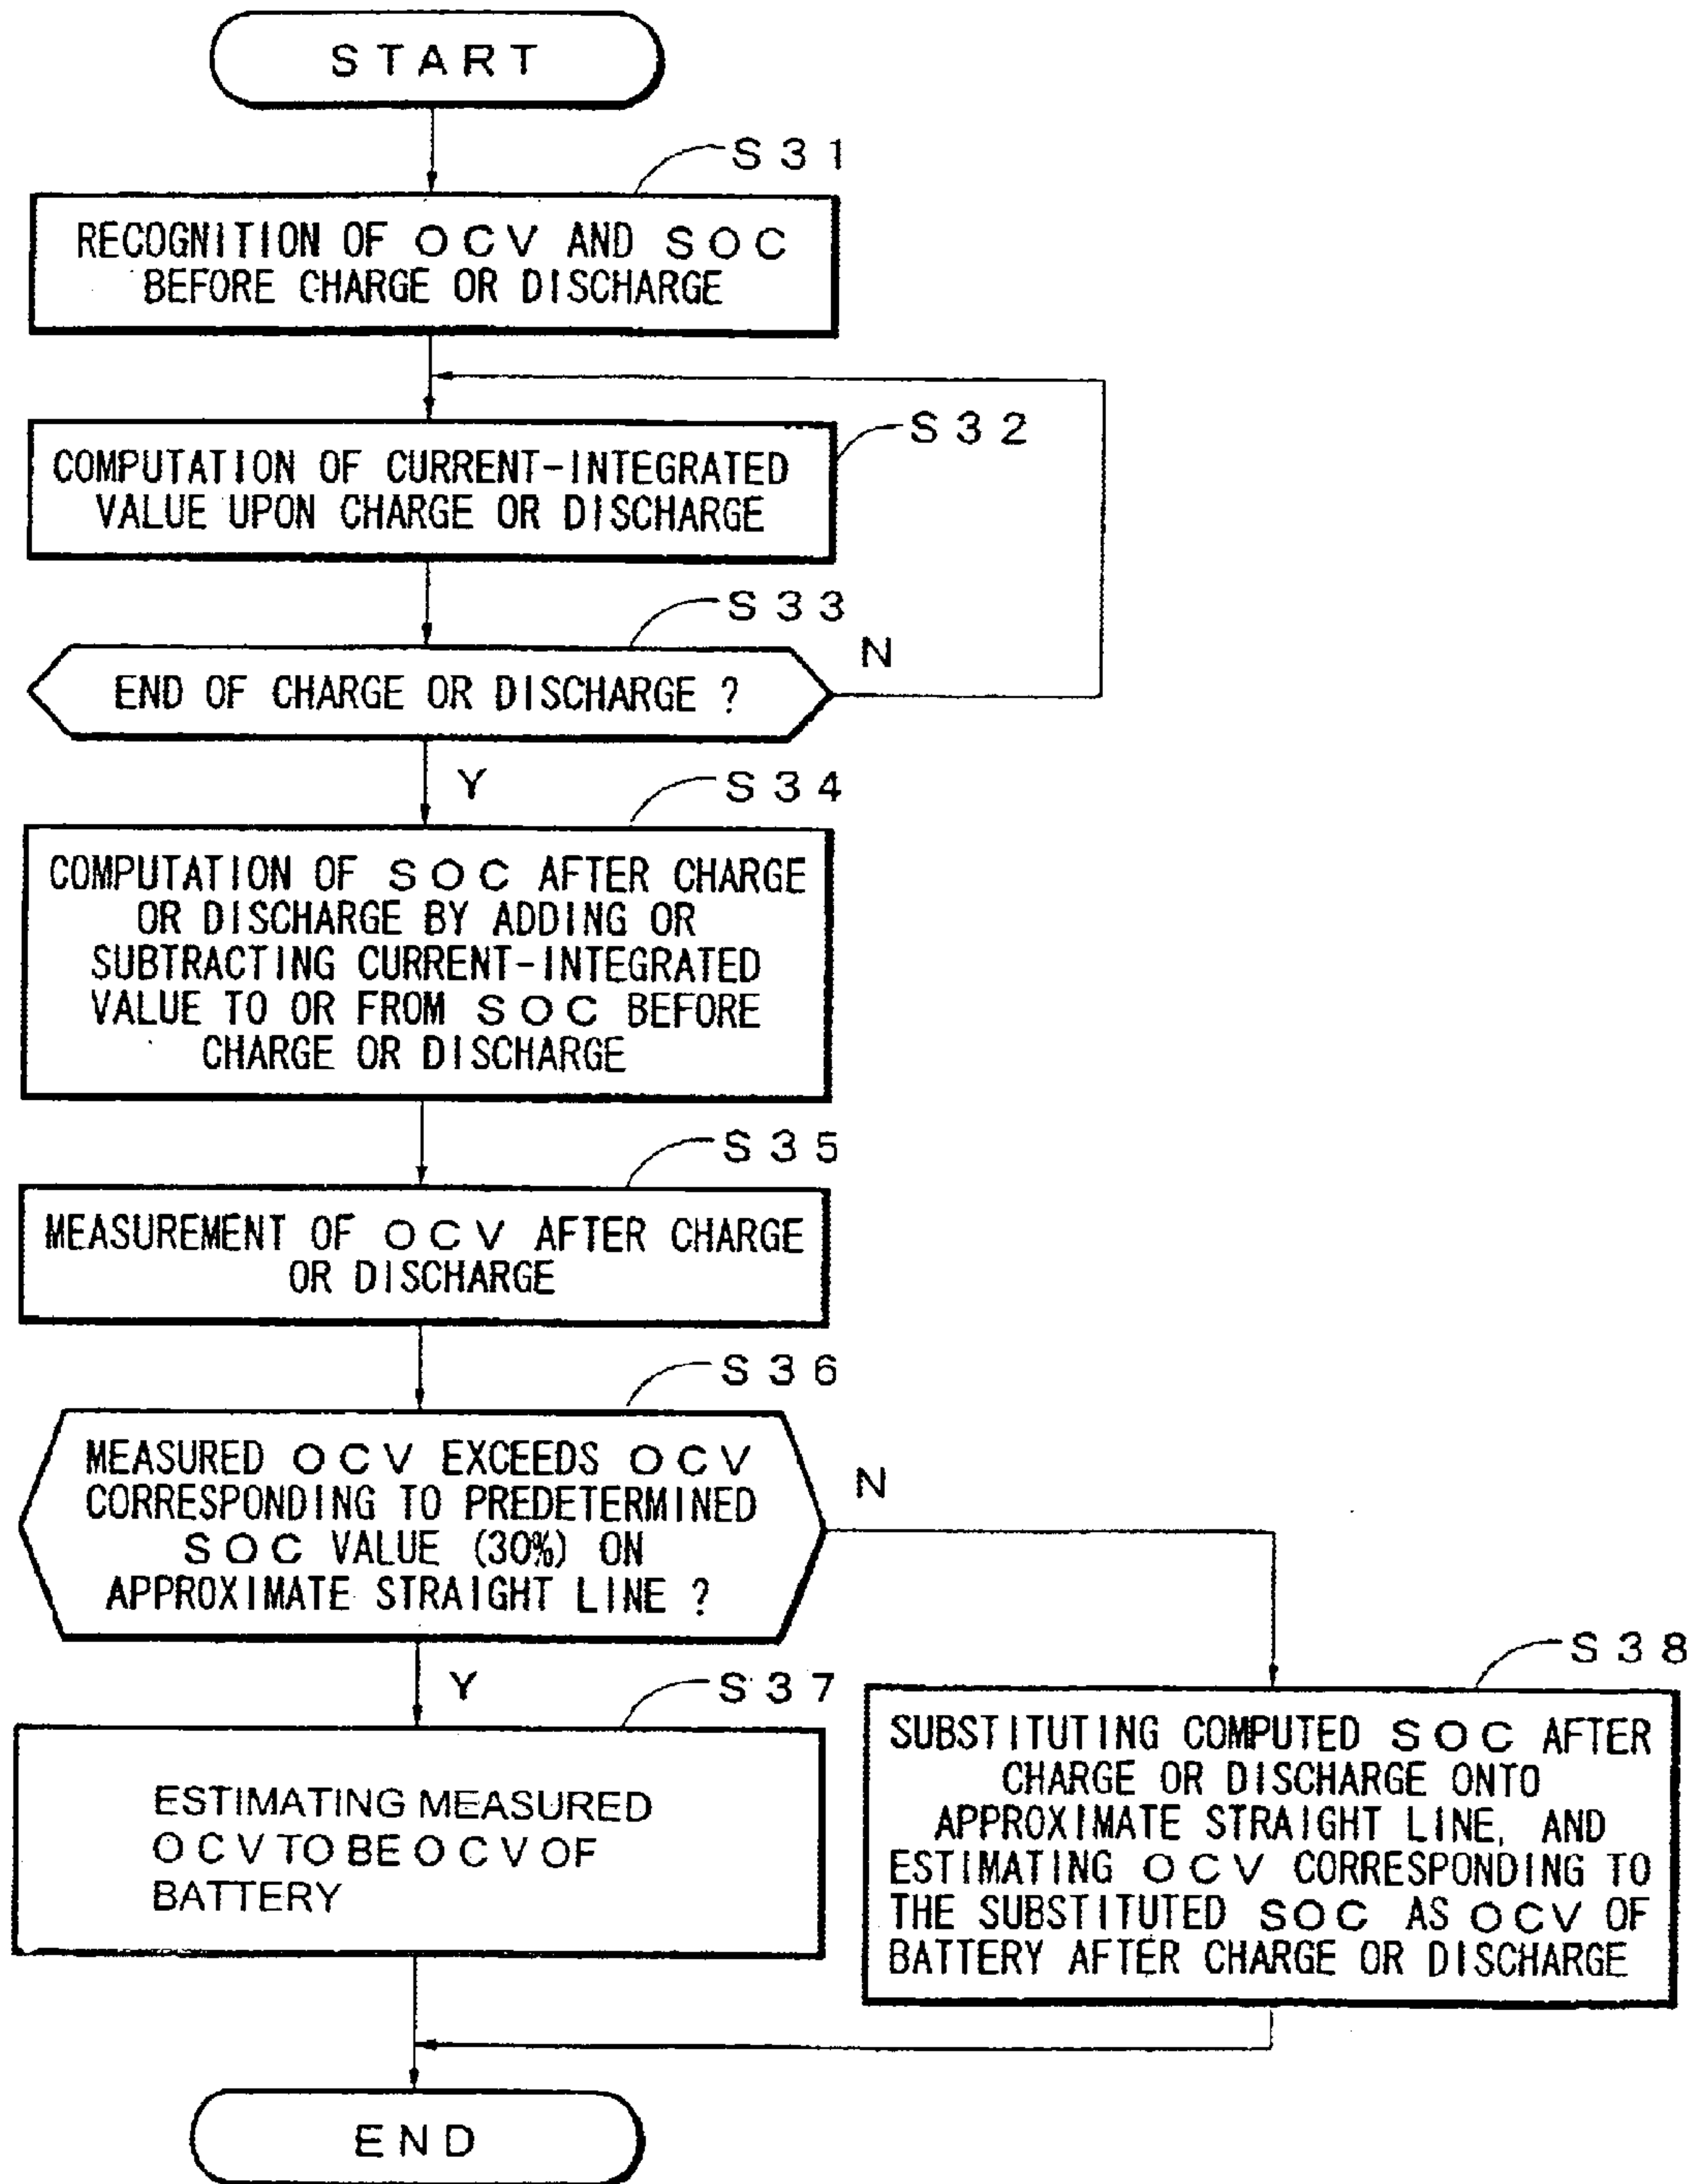 START
S31
RECOGNITION OF OCV AND SOC
BEFORE CHARGE OR DISCHARGE
S32
COMPUTATION OF CURRENT-INTEGRATED
VALUE UPON CHARGE OR DISCHARGE
S33
N
END OF CHARGE OR DISCHARGE ?
Y
S34
COMPUTATION OF SOC AFTER CHARGE
OR DISCHARGE BY ADDING OR
SUBTRACTING CURRENT-INTEGRATED
VALUE TO OR FROM SOC BEFORE
CHARGE OR DISCHARGE
S35
MEASUREMENT OF OCV AFTER CHARGE
OR DISCHARGE
S36
MEASURED OCV EXCEEDS OCV
CORRESPONDING TO PREDETERMINED
SOC VALUE (30%) ON
APPROXIMATE STRAIGHT LINE ?
N
Y
S37
ESTIMATING MEASURED
OCV TO BE OCV OF
BATTERY
S38
SUBSTITUTING COMPUTED SOC AFTER
CHARGE OR DISCHARGE ONTO
APPROXIMATE STRAIGHT LINE, AND
ESTIMATING OCV CORRESPONDING TO
THE SUBSTITUTED SOC AS OCV OF
BATTERY AFTER CHARGE OR DISCHARGE
END